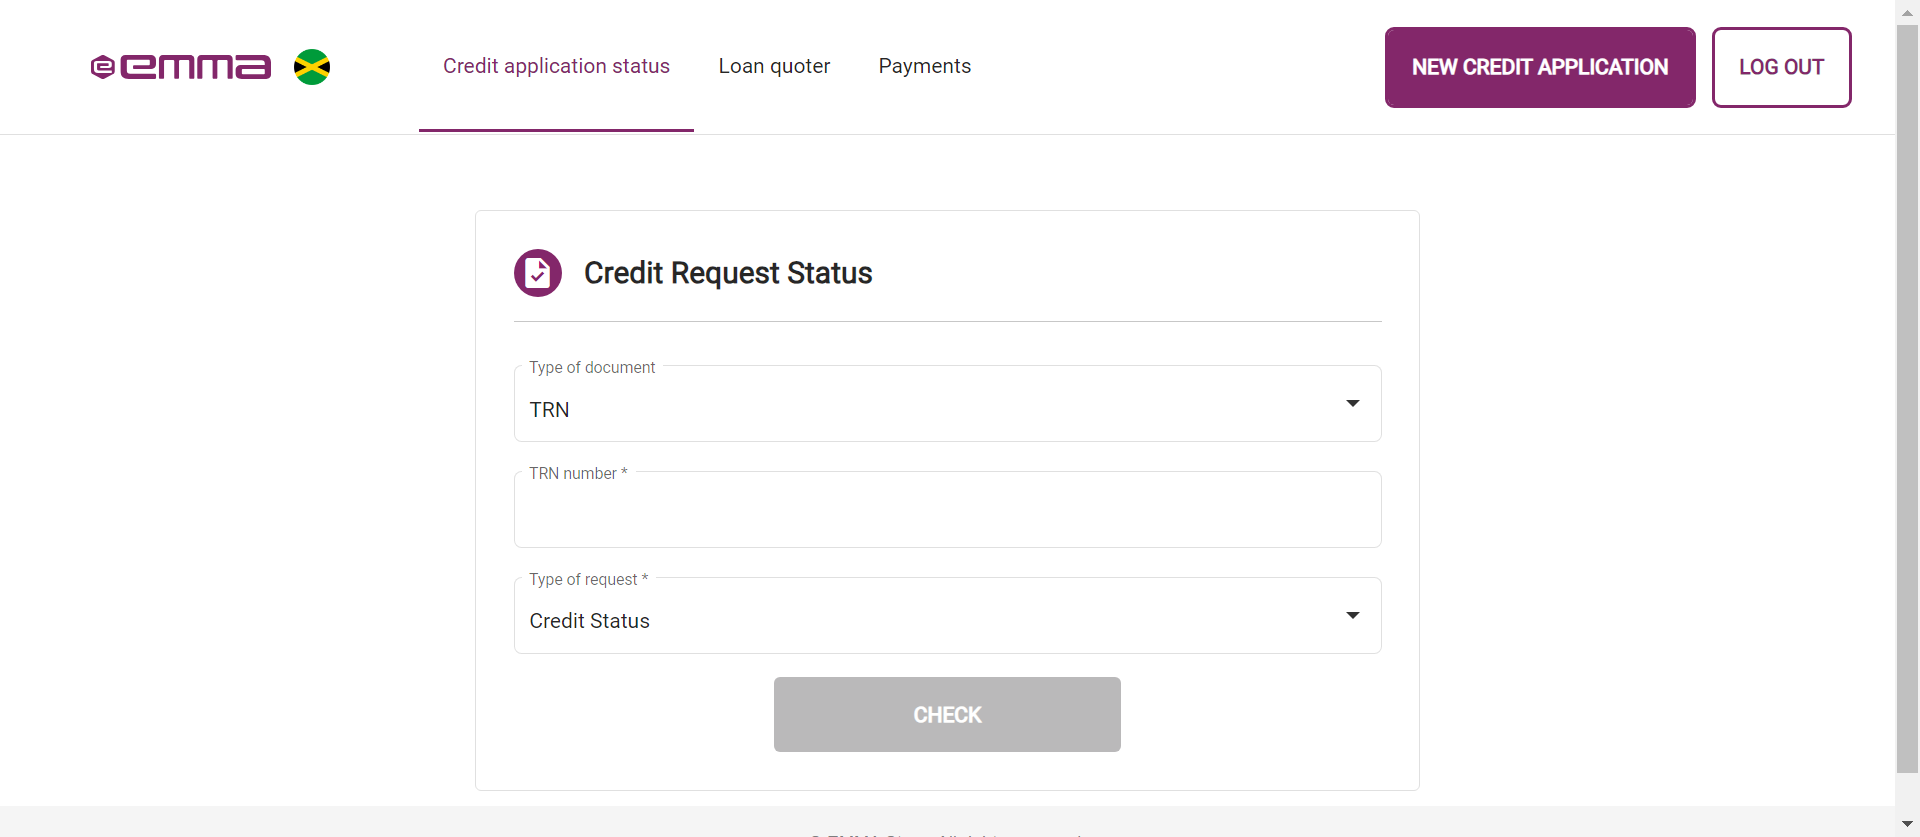 emma
Credit application status
Loan quoter
Payments
NEW CREDIT APPLICATION
LOG OUT
Credit Request Status
Type of document
TRN
TRN number *
Type of request *
Credit Status
CHECK